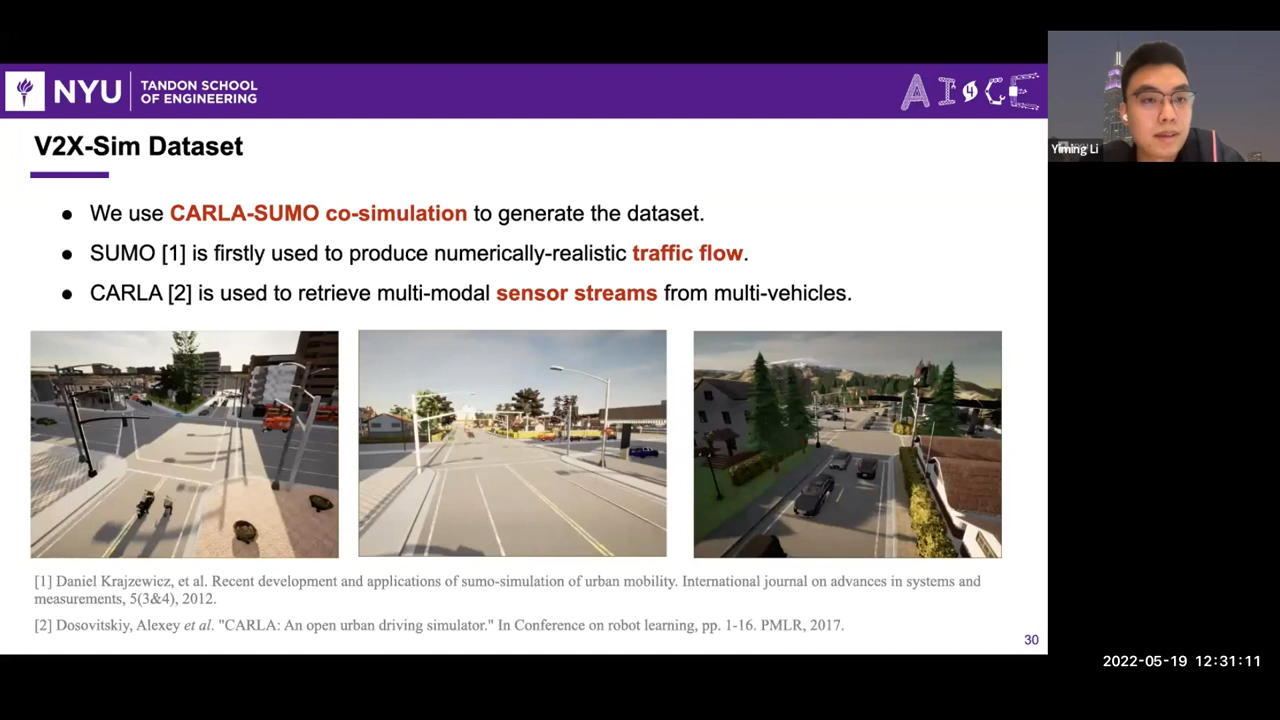 NYU
TANDON SCHOOL
OF ENGINEERING
AI4CE
V2X-Sim Dataset
● We use CARLA-SUMO co-simulation to generate the dataset.
● SUMO [1] is firstly used to produce numerically-realistic traffic flow.
● CARLA [2] is used to retrieve multi-modal sensor streams from multi-vehicles.
[1] Daniel Krajzewicz, et al. Recent development and applications of sumo-simulation of urban mobility. International journal on advances in systems and
measurements, 5(3&4), 2012.
[2] Dosovitskiy, Alexey et al. "CARLA: An open urban driving simulator." In Conference on robot learning, pp. 1-16. PMLR, 2017.
30
Yiming Li
2022-05-19 12:31:11